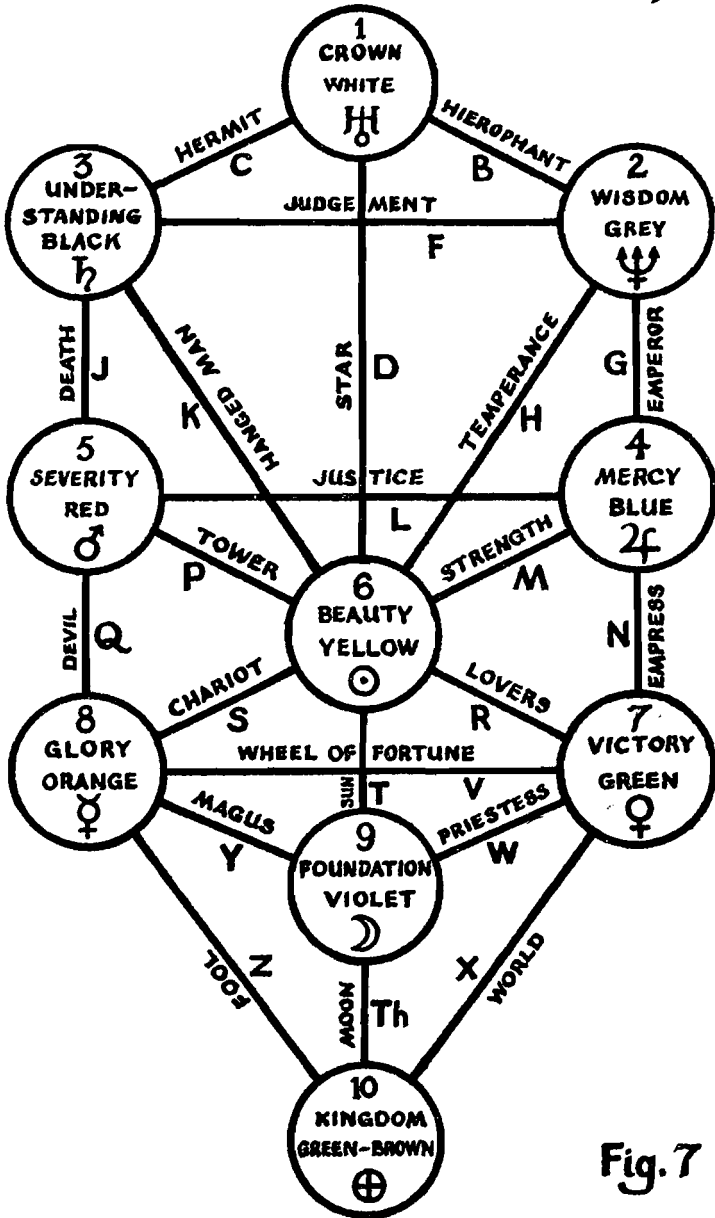 1
CROWN
WHITE
♅
HERMIT
C
HIEROPHANT
B
3
UNDER-
STANDING
BLACK
♄
2
WISDOM
GREY
♆
JUDGEMENT
F
DEATH
J
HANGED MAN
K
STAR
D
TEMPERANCE
H
G
EMPEROR
5
SEVERITY
RED
♂
4
MERCY
BLUE
♃
JUSTICE
L
TOWER
P
STRENGTH
M
6
BEAUTY
YELLOW
☉
DEVIL
Q
N
EMPRESS
CHARIOT
S
LOVERS
R
8
GLORY
ORANGE
☿
7
VICTORY
GREEN
♀
WHEEL OF FORTUNE
V
SUN
T
MAGUS
Y
PRIESTESS
W
9
FOUNDATION
VIOLET
☽
FOOL
Z
X
WORLD
MOON
Th
10
KINGDOM
GREEN-BROWN
⊕
Fig. 7